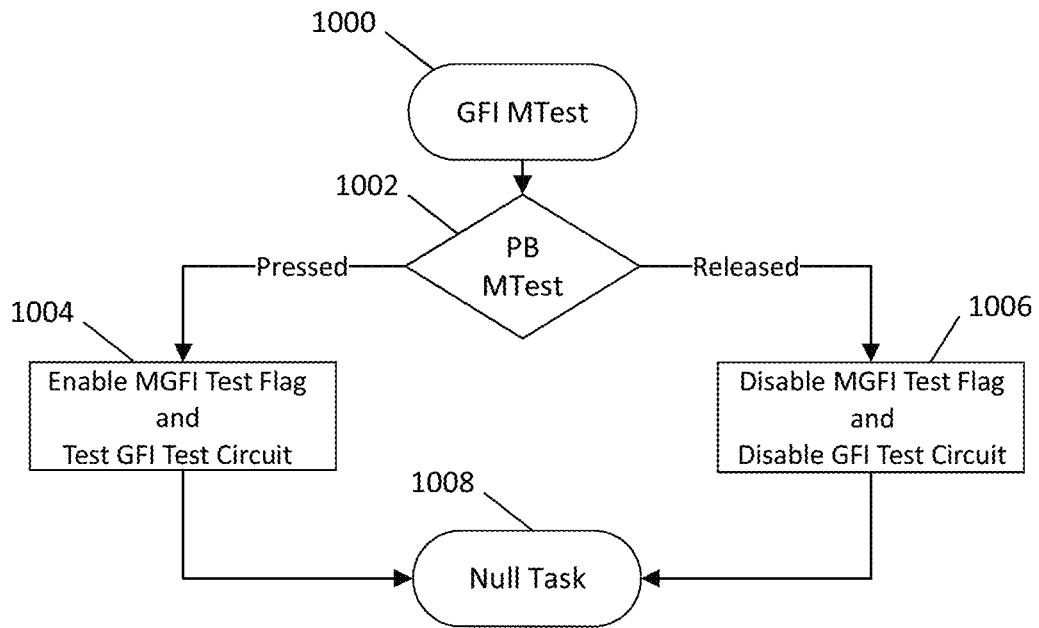 1000
GFI MTest
1002
PB
MTest
Pressed
Released
1004
1006
Enable MGFI Test Flag
and
Test GFI Test Circuit
Disable MGFI Test Flag
and
Disable GFI Test Circuit
1008
Null Task